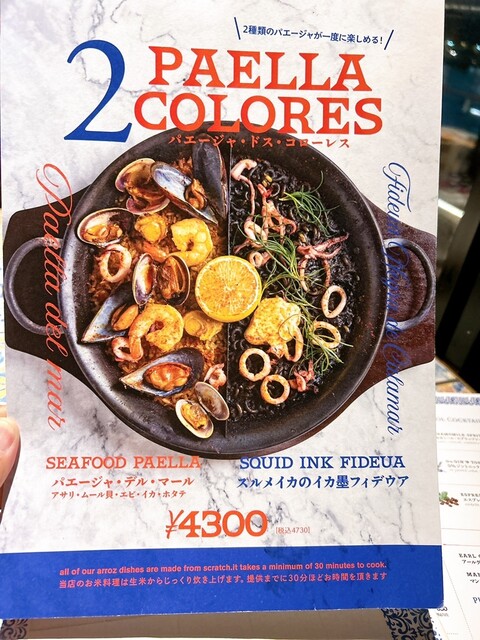 2種類のパエージャが一度に楽しめる!
2 PAELLA
COLORES
パエージャ・ドス・コローレス
Paella del mar
SEAFOOD PAELLA
パエージャ・デル・マール
アサリ・ムール貝・エビ・イカ・ホタテ
SQUID INK FIDEUA
スルメイカのイカ墨フィデウア
¥4300 [税込4730]
all of our arroz dishes are made from scratch.it takes a minimum of 30 minutes to cook.
当店のお米料理は生米からじっくり炊き上げます。提供までに30分ほどお時間を頂きます